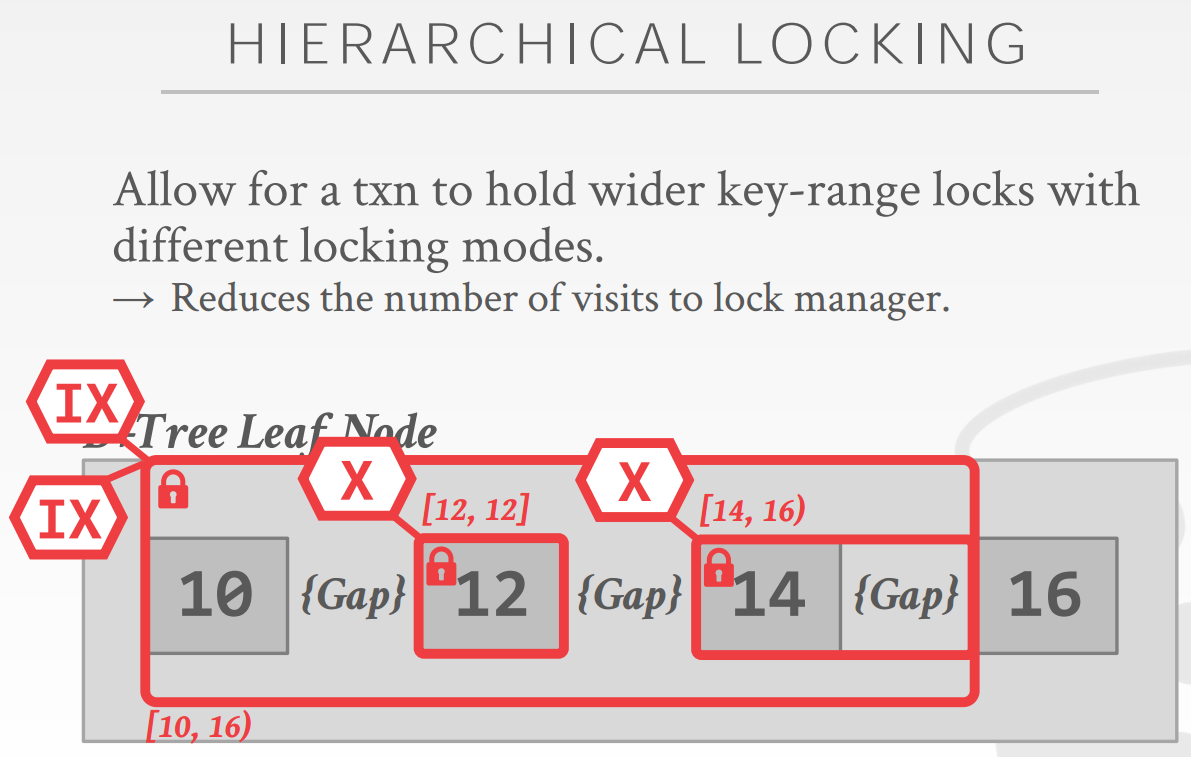 HIERARCHICAL LOCKING
Allow for a txn to hold wider key-range locks with
different locking modes.
→ Reduces the number of visits to lock manager.
IX
B+Tree Leaf Node
IX
X
[12, 12]
X
[14, 16)
10
{Gap}
12
{Gap}
14
{Gap}
16
[10, 16)